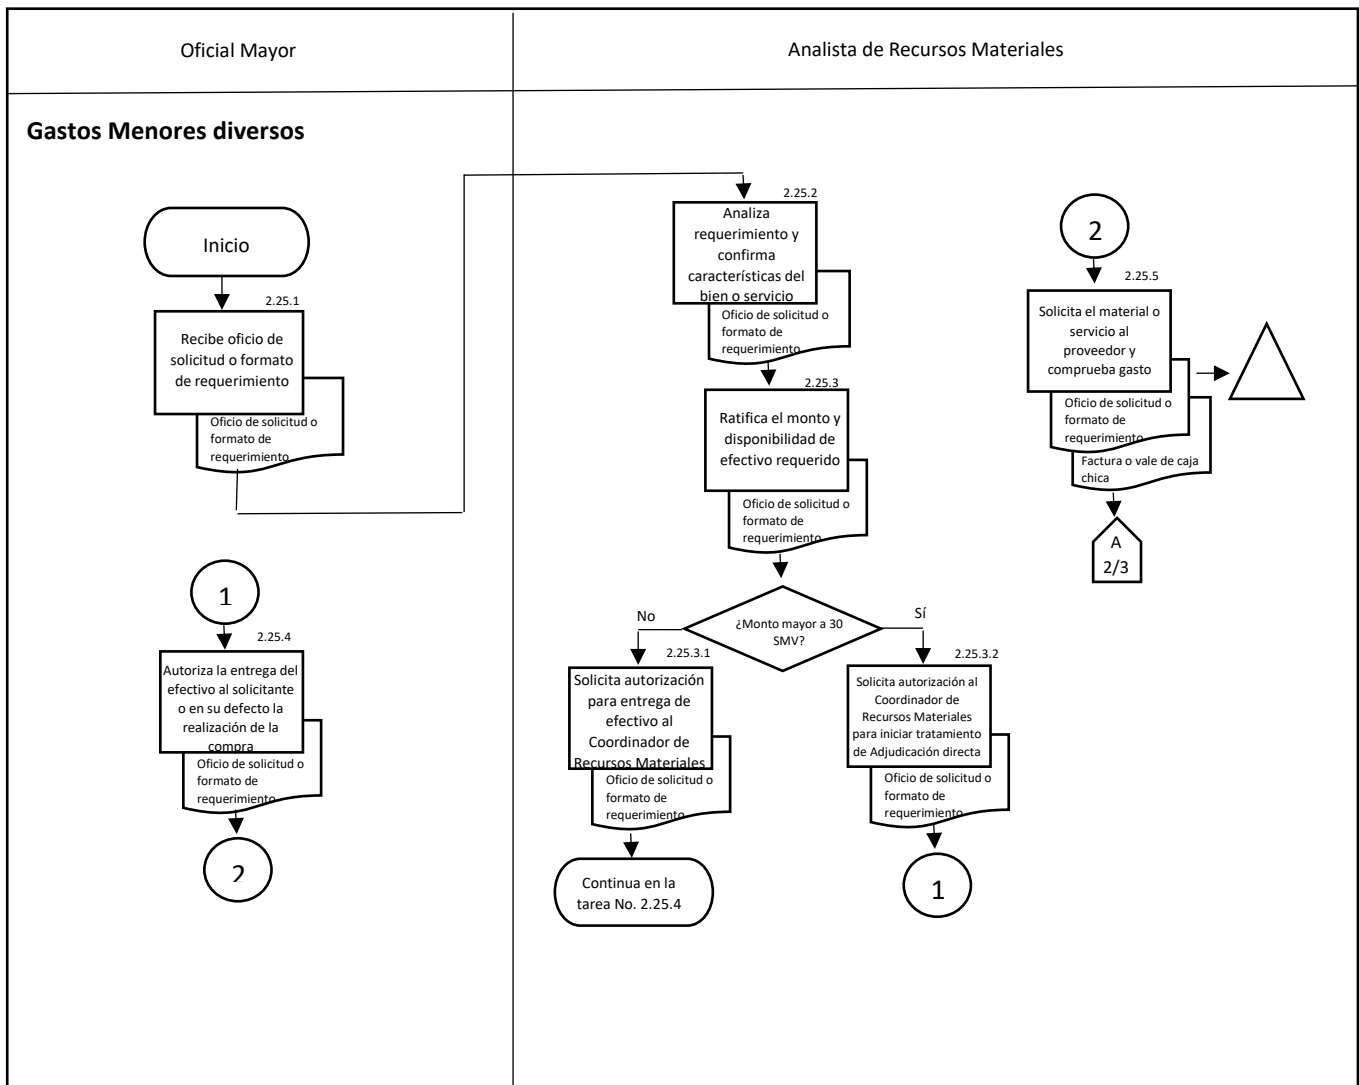 Oficial Mayor
Analista de Recursos Materiales
Gastos Menores diversos
Inicio
2.25.1
Recibe oficio de
solicitud o formato
de requerimiento
Oficio de solicitud o
formato de
requerimiento
1
2.25.4
Autoriza la entrega del
efectivo al solicitante
o en su defecto la
realización de la
compra
Oficio de solicitud o
formato de
requerimiento
2
2.25.2
Analiza
requerimiento y
confirma
características del
bien o servicio
Oficio de solicitud o
formato de
requerimiento
2.25.3
Ratifica el monto y
disponibilidad de
efectivo requerido
Oficio de solicitud o
formato de
requerimiento
¿Monto mayor a 30
SMV?
No
2.25.3.1
Solicita autorización
para entrega de
efectivo al
Coordinador de
Recursos Materiales
Oficio de solicitud o
formato de
requerimiento
Continua en la
tarea No. 2.25.4
Sí
2.25.3.2
Solicita autorización al
Coordinador de
Recursos Materiales
para iniciar tratamiento
de Adjudicación directa
Oficio de solicitud o
formato de
requerimiento
1
2
2.25.5
Solicita el material o
servicio al
proveedor y
comprueba gasto
Oficio de solicitud o
formato de
requerimiento
Factura o vale de caja
chica
A
2/3